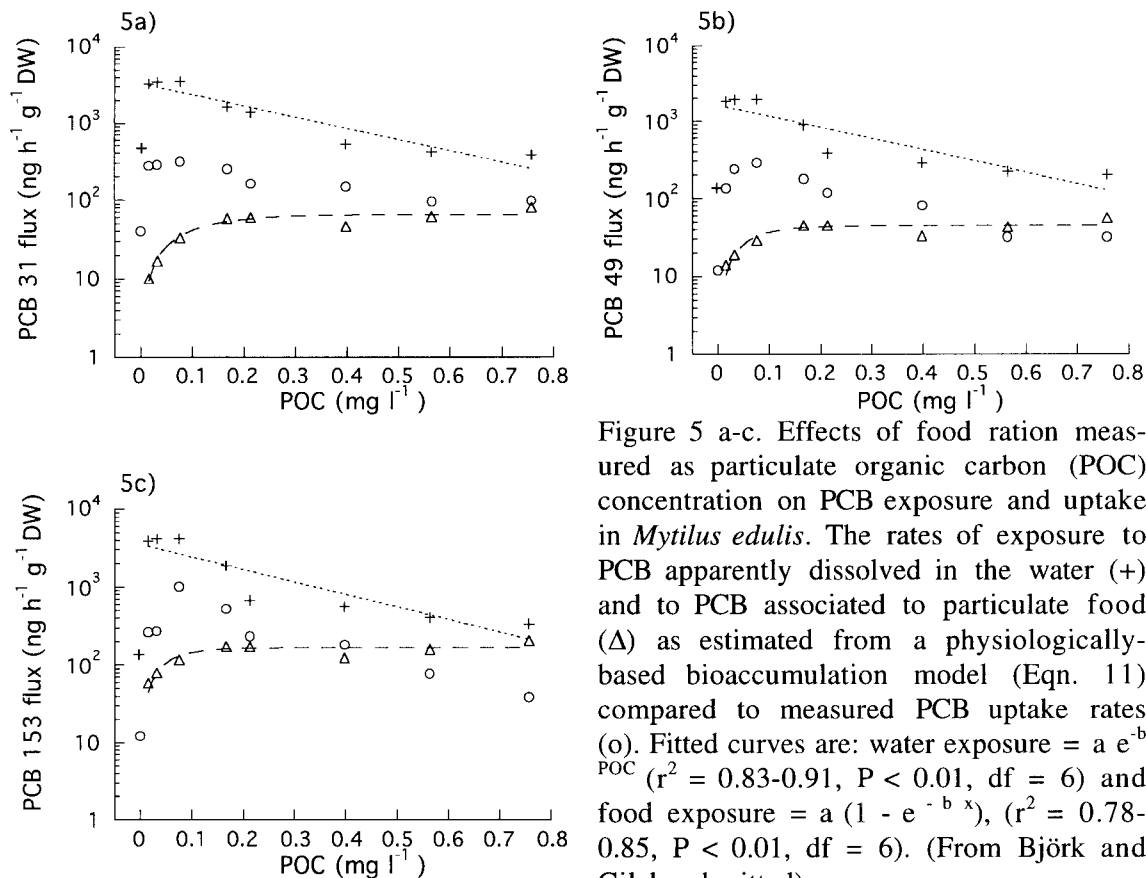 5a)
PCB 31 flux (ng h⁻¹ g⁻¹ DW)
10⁴
10³
10²
10
1
0 0.1 0.2 0.3 0.4 0.5 0.6 0.7 0.8
POC (mg l⁻¹)
5b)
PCB 49 flux (ng h⁻¹ g⁻¹ DW)
10⁴
10³
10²
10
1
0 0.1 0.2 0.3 0.4 0.5 0.6 0.7 0.8
POC (mg l⁻¹)
5c)
PCB 153 flux (ng h⁻¹ g⁻¹ DW)
10⁴
10³
10²
10
1
0 0.1 0.2 0.3 0.4 0.5 0.6 0.7 0.8
POC (mg l⁻¹)
Figure 5 a-c. Effects of food ration meas-
ured as particulate organic carbon (POC)
concentration on PCB exposure and uptake
in Mytilus edulis. The rates of exposure to
PCB apparently dissolved in the water (+)
and to PCB associated to particulate food
(Δ) as estimated from a physiologically-
based bioaccumulation model (Eqn. 11)
compared to measured PCB uptake rates
(o). Fitted curves are: water exposure = a e⁻ᵇ
ᴾᴼᶜ (r² = 0.83-0.91, P < 0.01, df = 6) and
food exposure = a (1 - e ⁻ ᵇ ˣ), (r² = 0.78-
0.85, P < 0.01, df = 6). (From Björk and